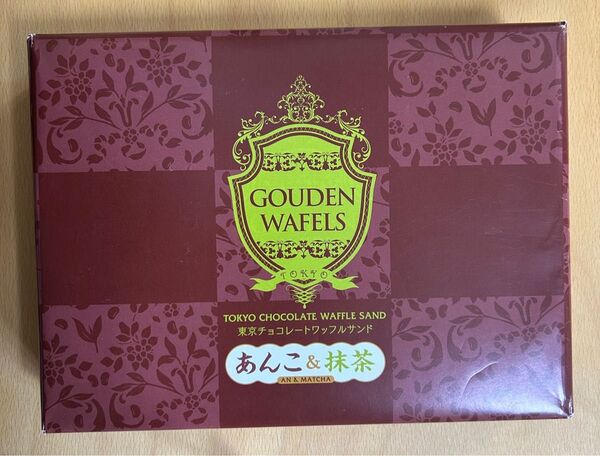 GOUDEN
WAFELS
TOKYO
TOKYO CHOCOLATE WAFFLE SAND
東京チョコレートワッフルサンド
あんこ&抹茶
AN & MATCHA